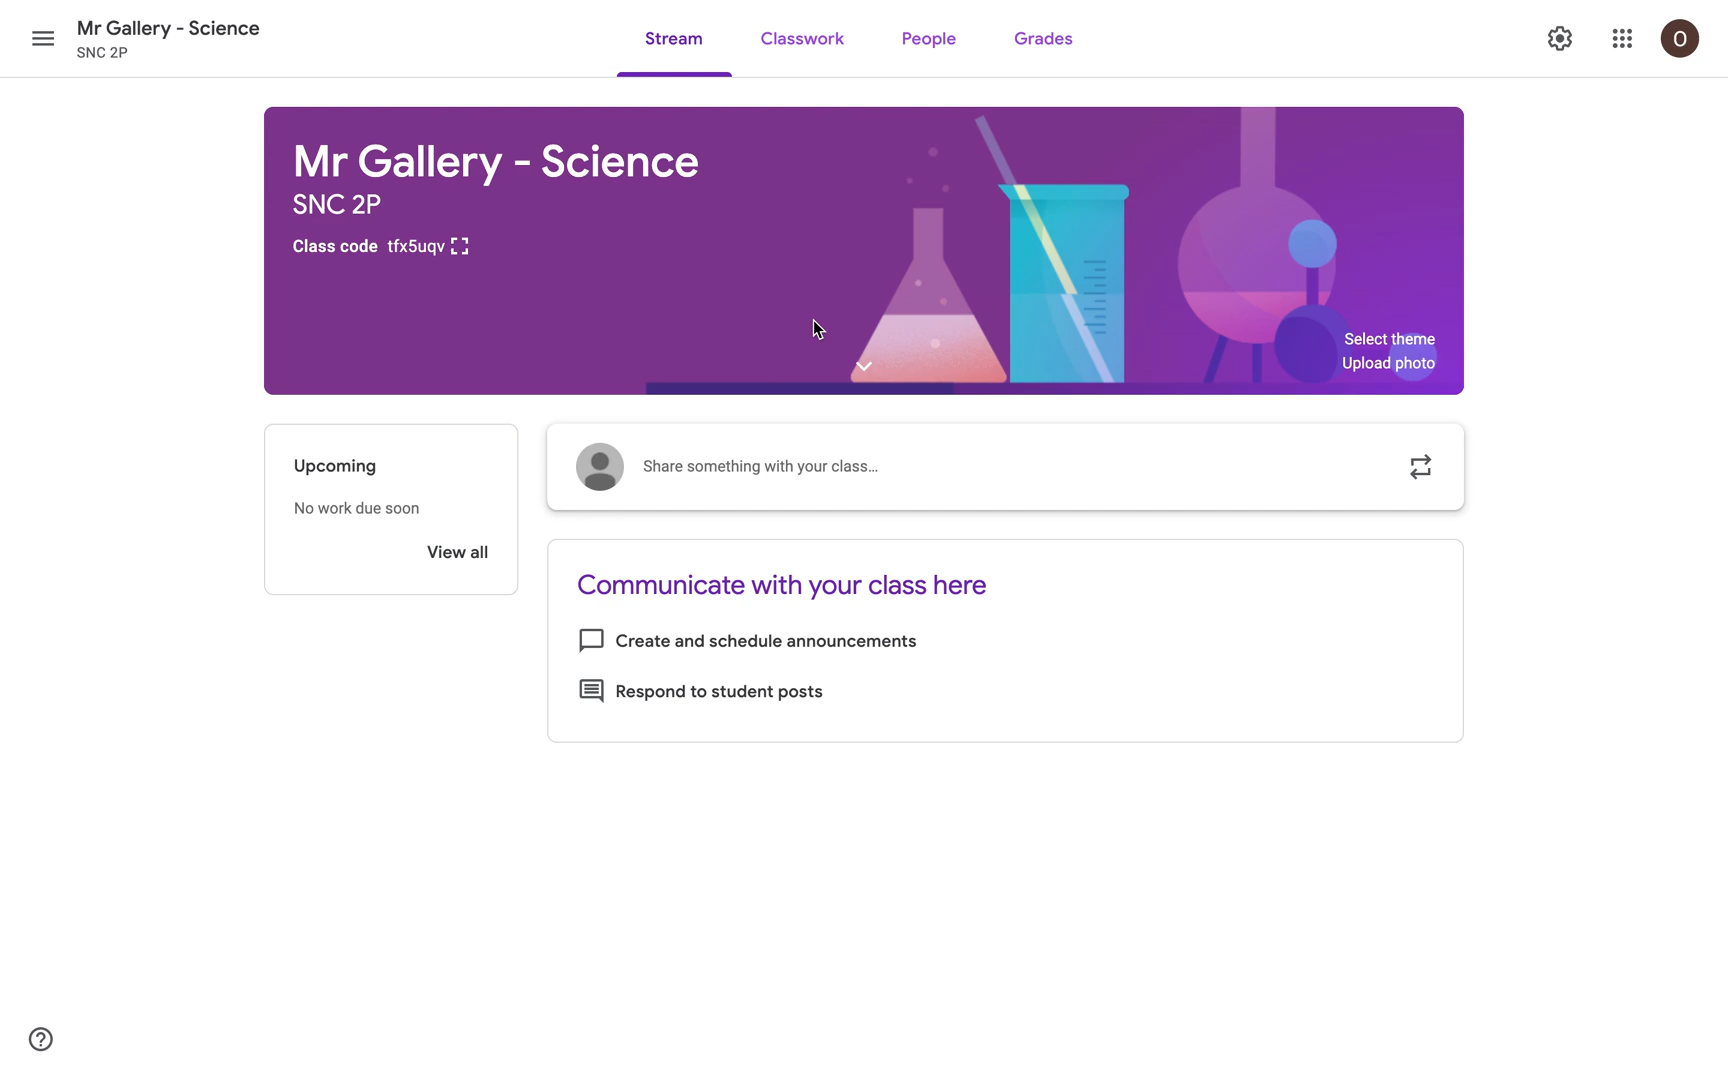 Mr Gallery - Science
SNC 2P
Stream
Classwork
People
Grades
O
Mr Gallery - Science
SNC 2P
Class code tfx5uqv
Select theme
Upload photo
Upcoming
No work due soon
View all
Share something with your class...
Communicate with your class here
Create and schedule announcements
Respond to student posts